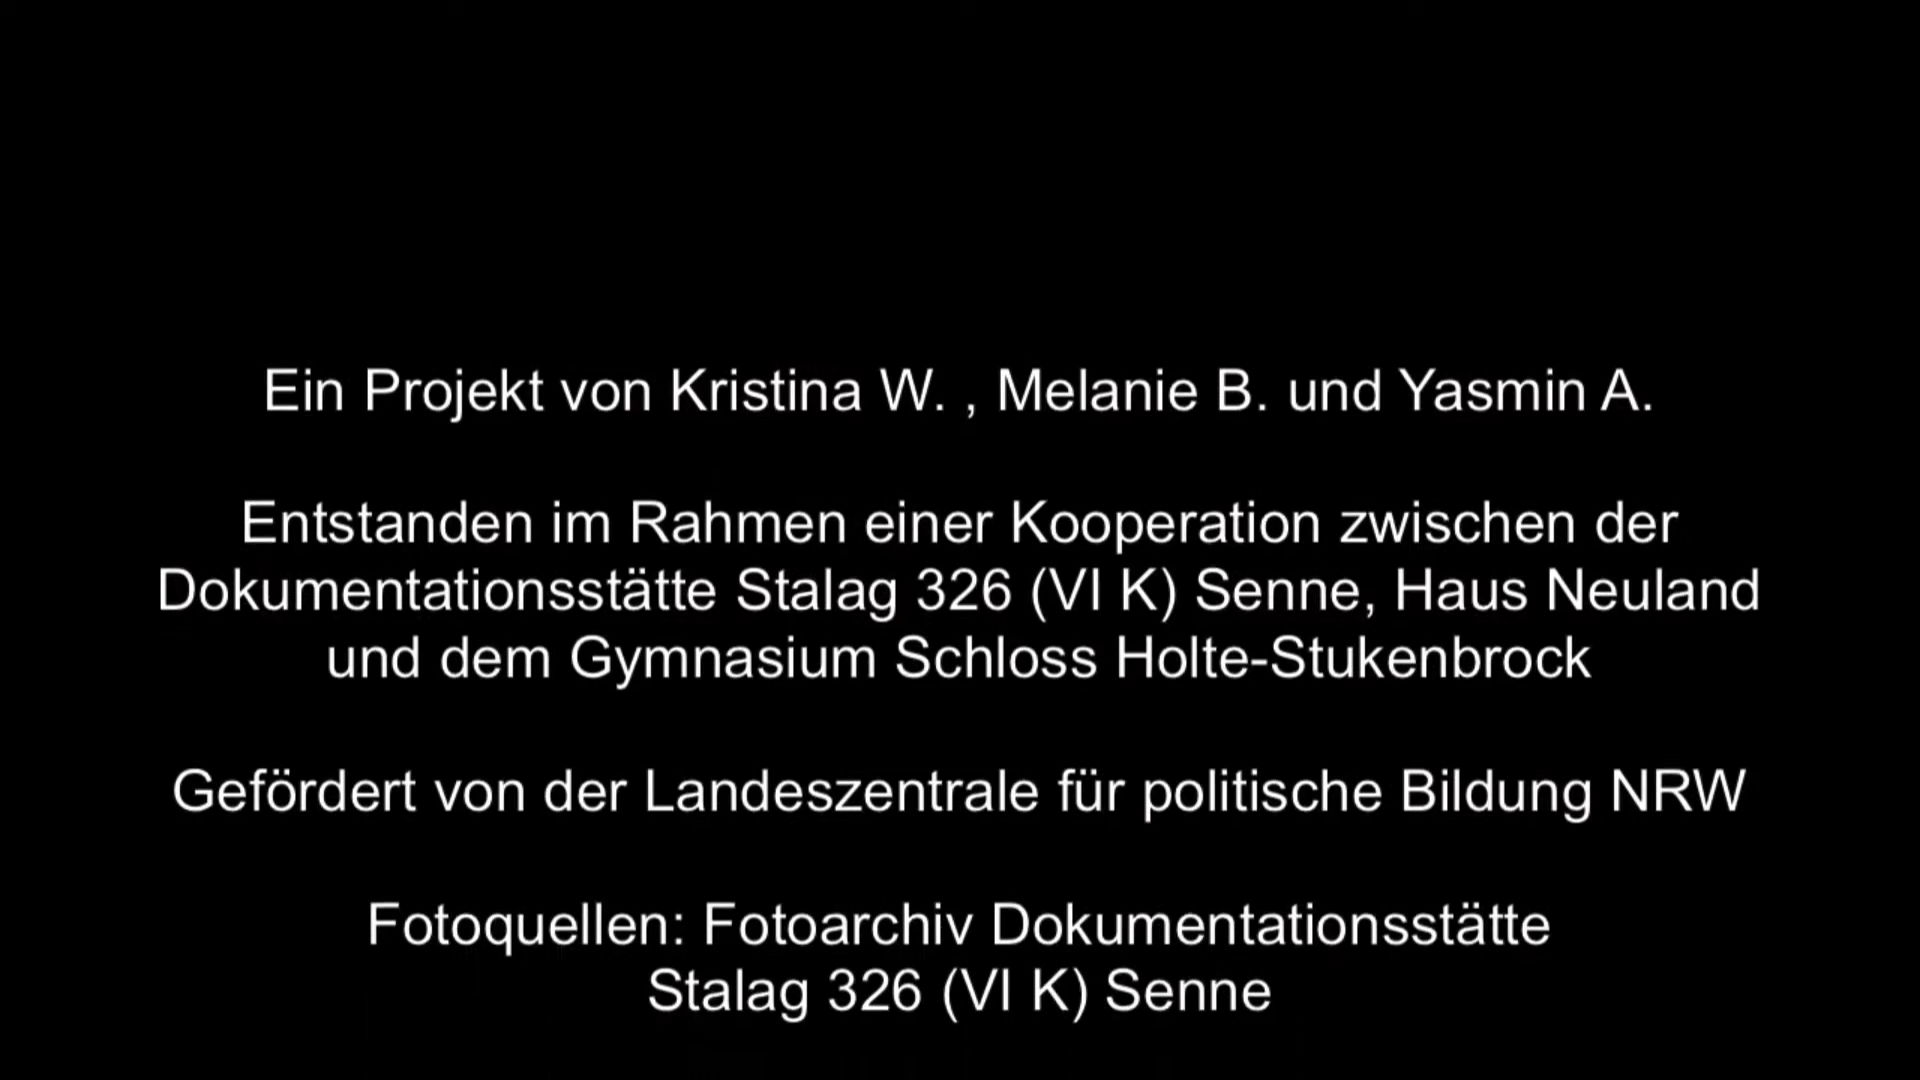 Ein Projekt von Kristina W. , Melanie B. und Yasmin A.
Entstanden im Rahmen einer Kooperation zwischen der
Dokumentationsstätte Stalag 326 (VI K) Senne, Haus Neuland
und dem Gymnasium Schloss Holte-Stukenbrock
Gefördert von der Landeszentrale für politische Bildung NRW
Fotoquellen: Fotoarchiv Dokumentationsstätte
Stalag 326 (VI K) Senne